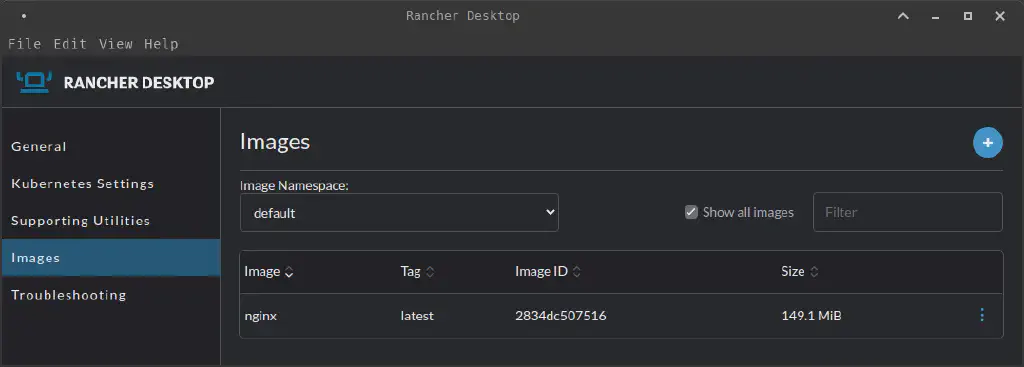 Rancher Desktop
File Edit View Help
RANCHER DESKTOP
General
Kubernetes Settings
Supporting Utilities
Images
Troubleshooting
Images
+
Image Namespace:
default
Show all images
Filter
Image Tag Image ID Size
nginx latest 2834dc507516 149.1 MiB